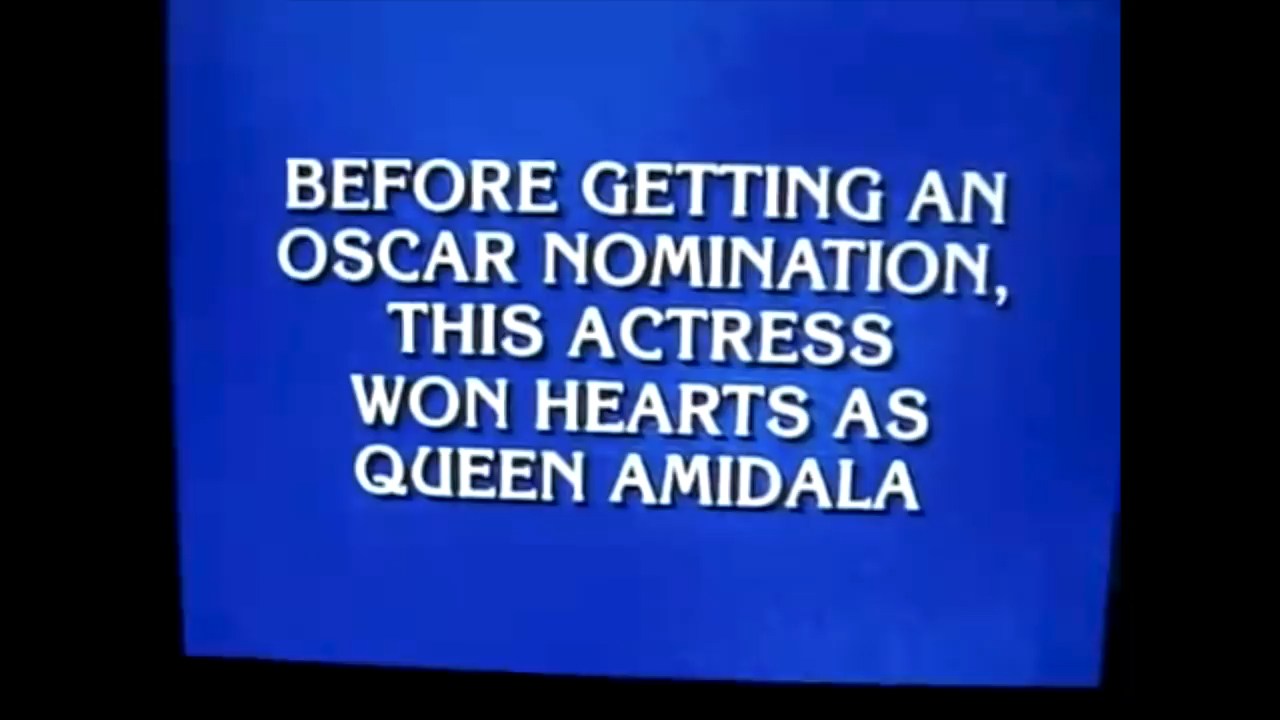 BEFORE GETTING AN
OSCAR NOMINATION,
THIS ACTRESS
WON HEARTS AS
QUEEN AMIDALA